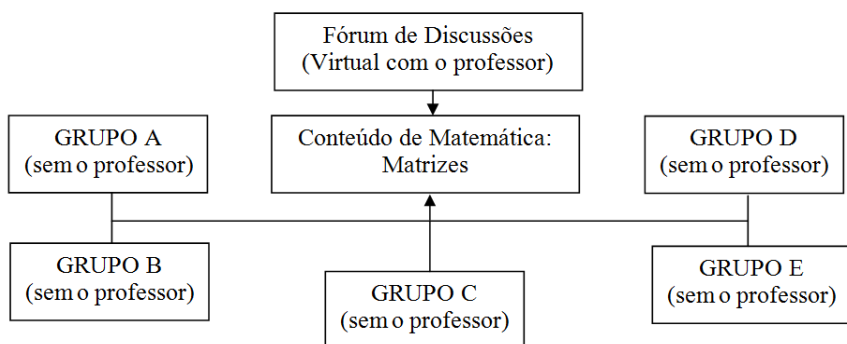 Fórum de Discussões
(Virtual com o professor)
GRUPO A
(sem o professor)
Conteúdo de Matemática:
Matrizes
GRUPO D
(sem o professor)
GRUPO B
(sem o professor)
GRUPO C
(sem o professor)
GRUPO E
(sem o professor)